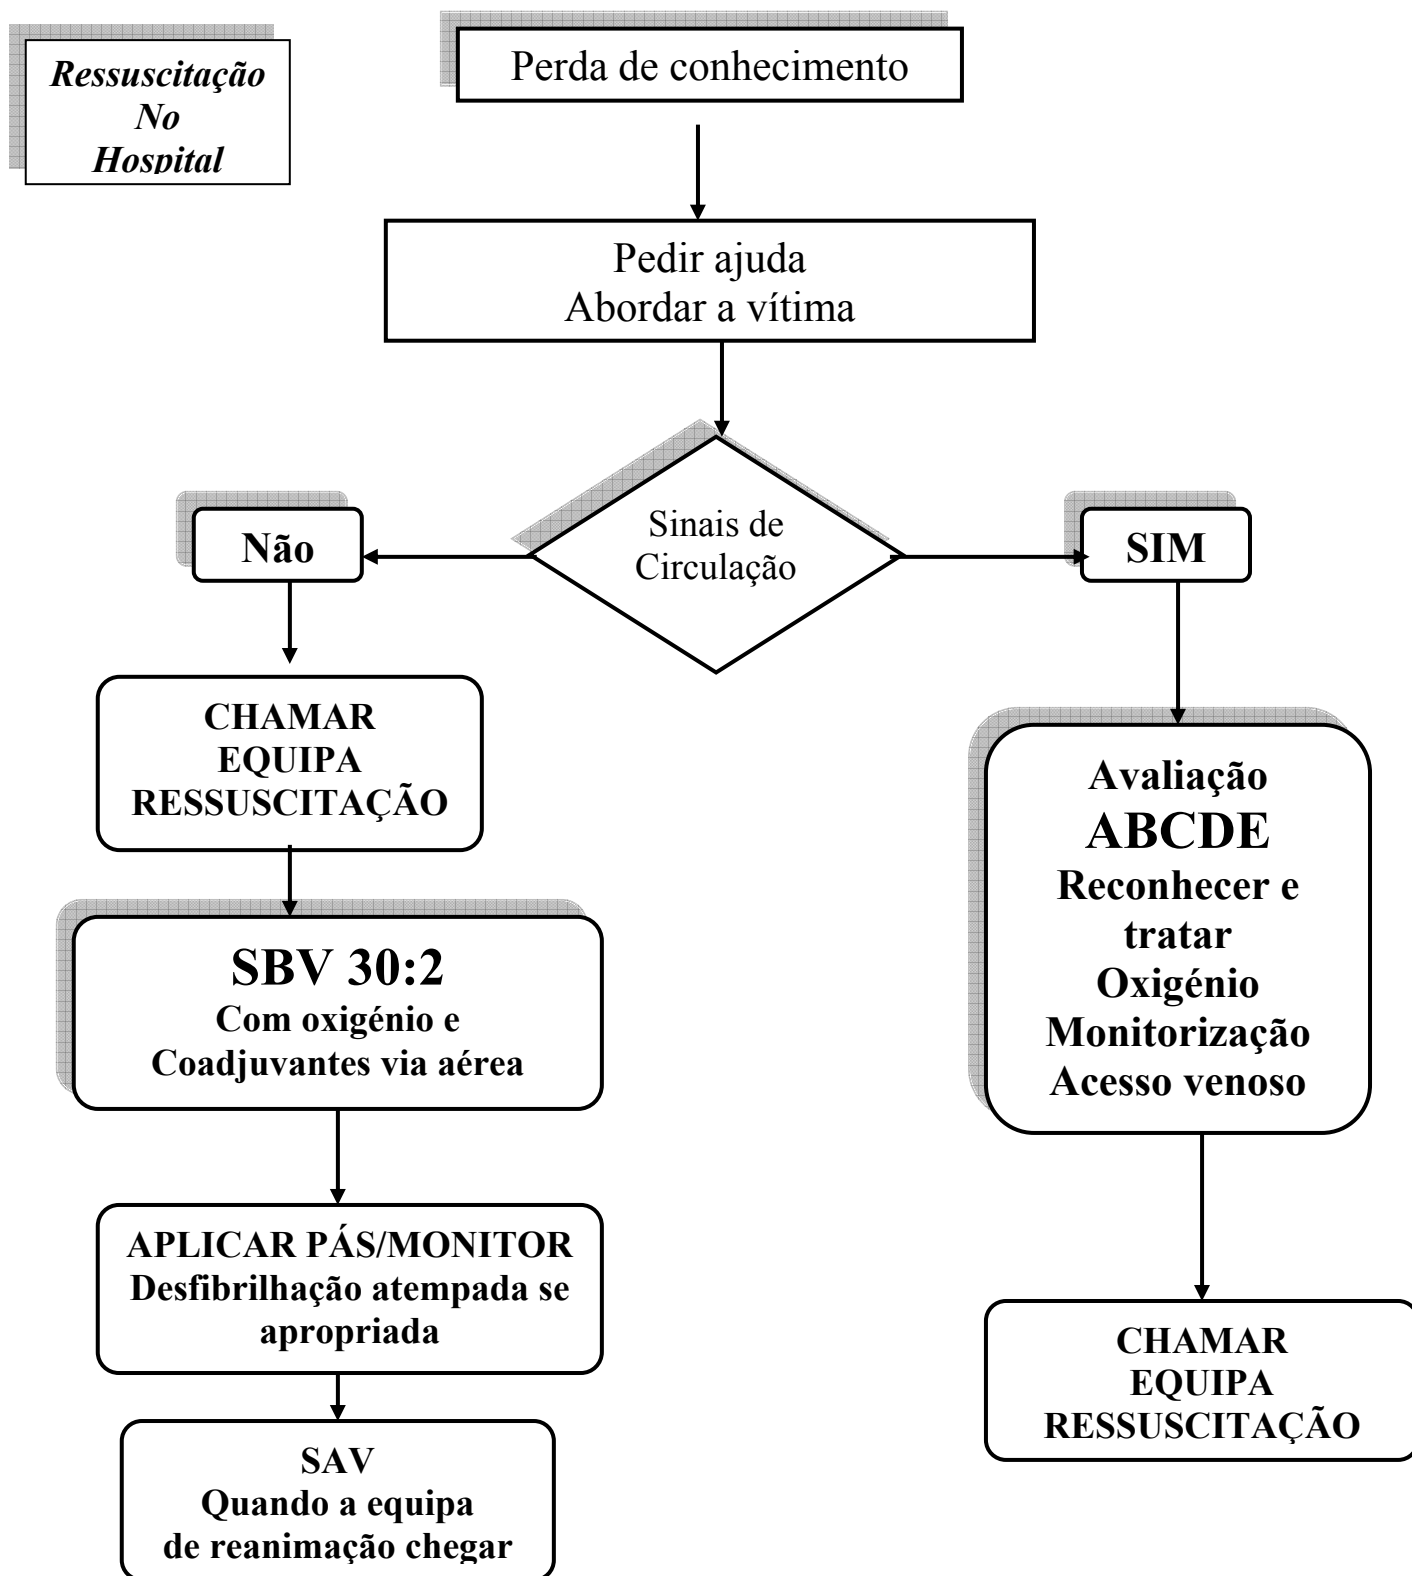 Ressuscitação
No
Hospital
Perda de conhecimento
Pedir ajuda
Abordar a vítima
Sinais de
Circulação
Não
SIM
CHAMAR
EQUIPA
RESSUSCITAÇÃO
SBV 30:2
Com oxigénio e
Coadjuvantes via aérea
APLICAR PÁS/MONITOR
Desfibrilhação atempada se
apropriada
SAV
Quando a equipa
de reanimação chegar
Avaliação
ABCDE
Reconhecer e
tratar
Oxigénio
Monitorização
Acesso venoso
CHAMAR
EQUIPA
RESSUSCITAÇÃO